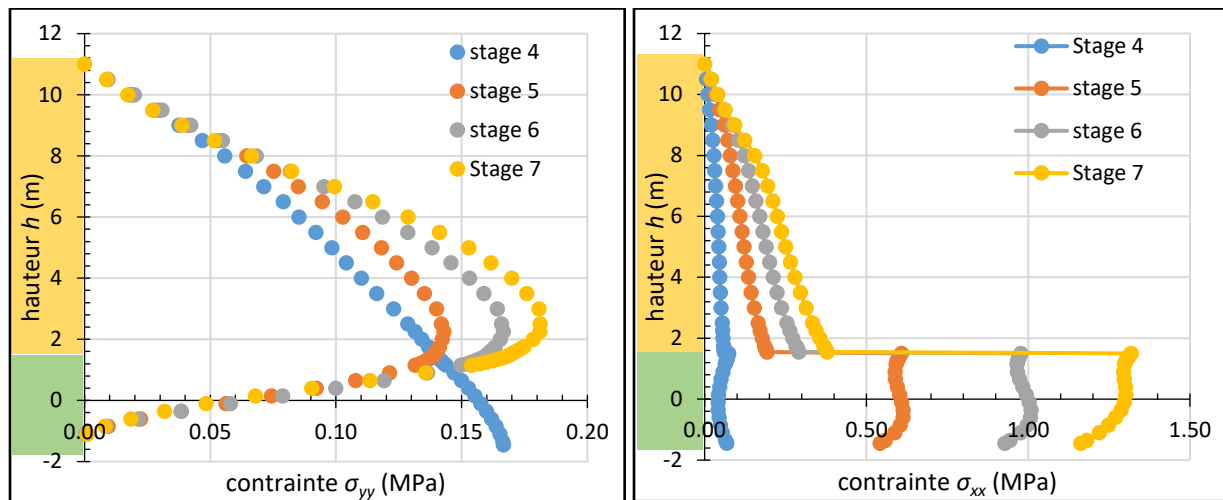 12
10
8
6
4
2
0
-2
hauteur h (m)
0.00
0.05
0.10
0.15
0.20
contrainte σyy (MPa)
stage 4
stage 5
stage 6
Stage 7
12
10
8
6
4
2
0
-2
hauteur h (m)
0.00
0.50
1.00
1.50
contrainte σxx (MPa)
Stage 4
stage 5
stage 6
stage 7